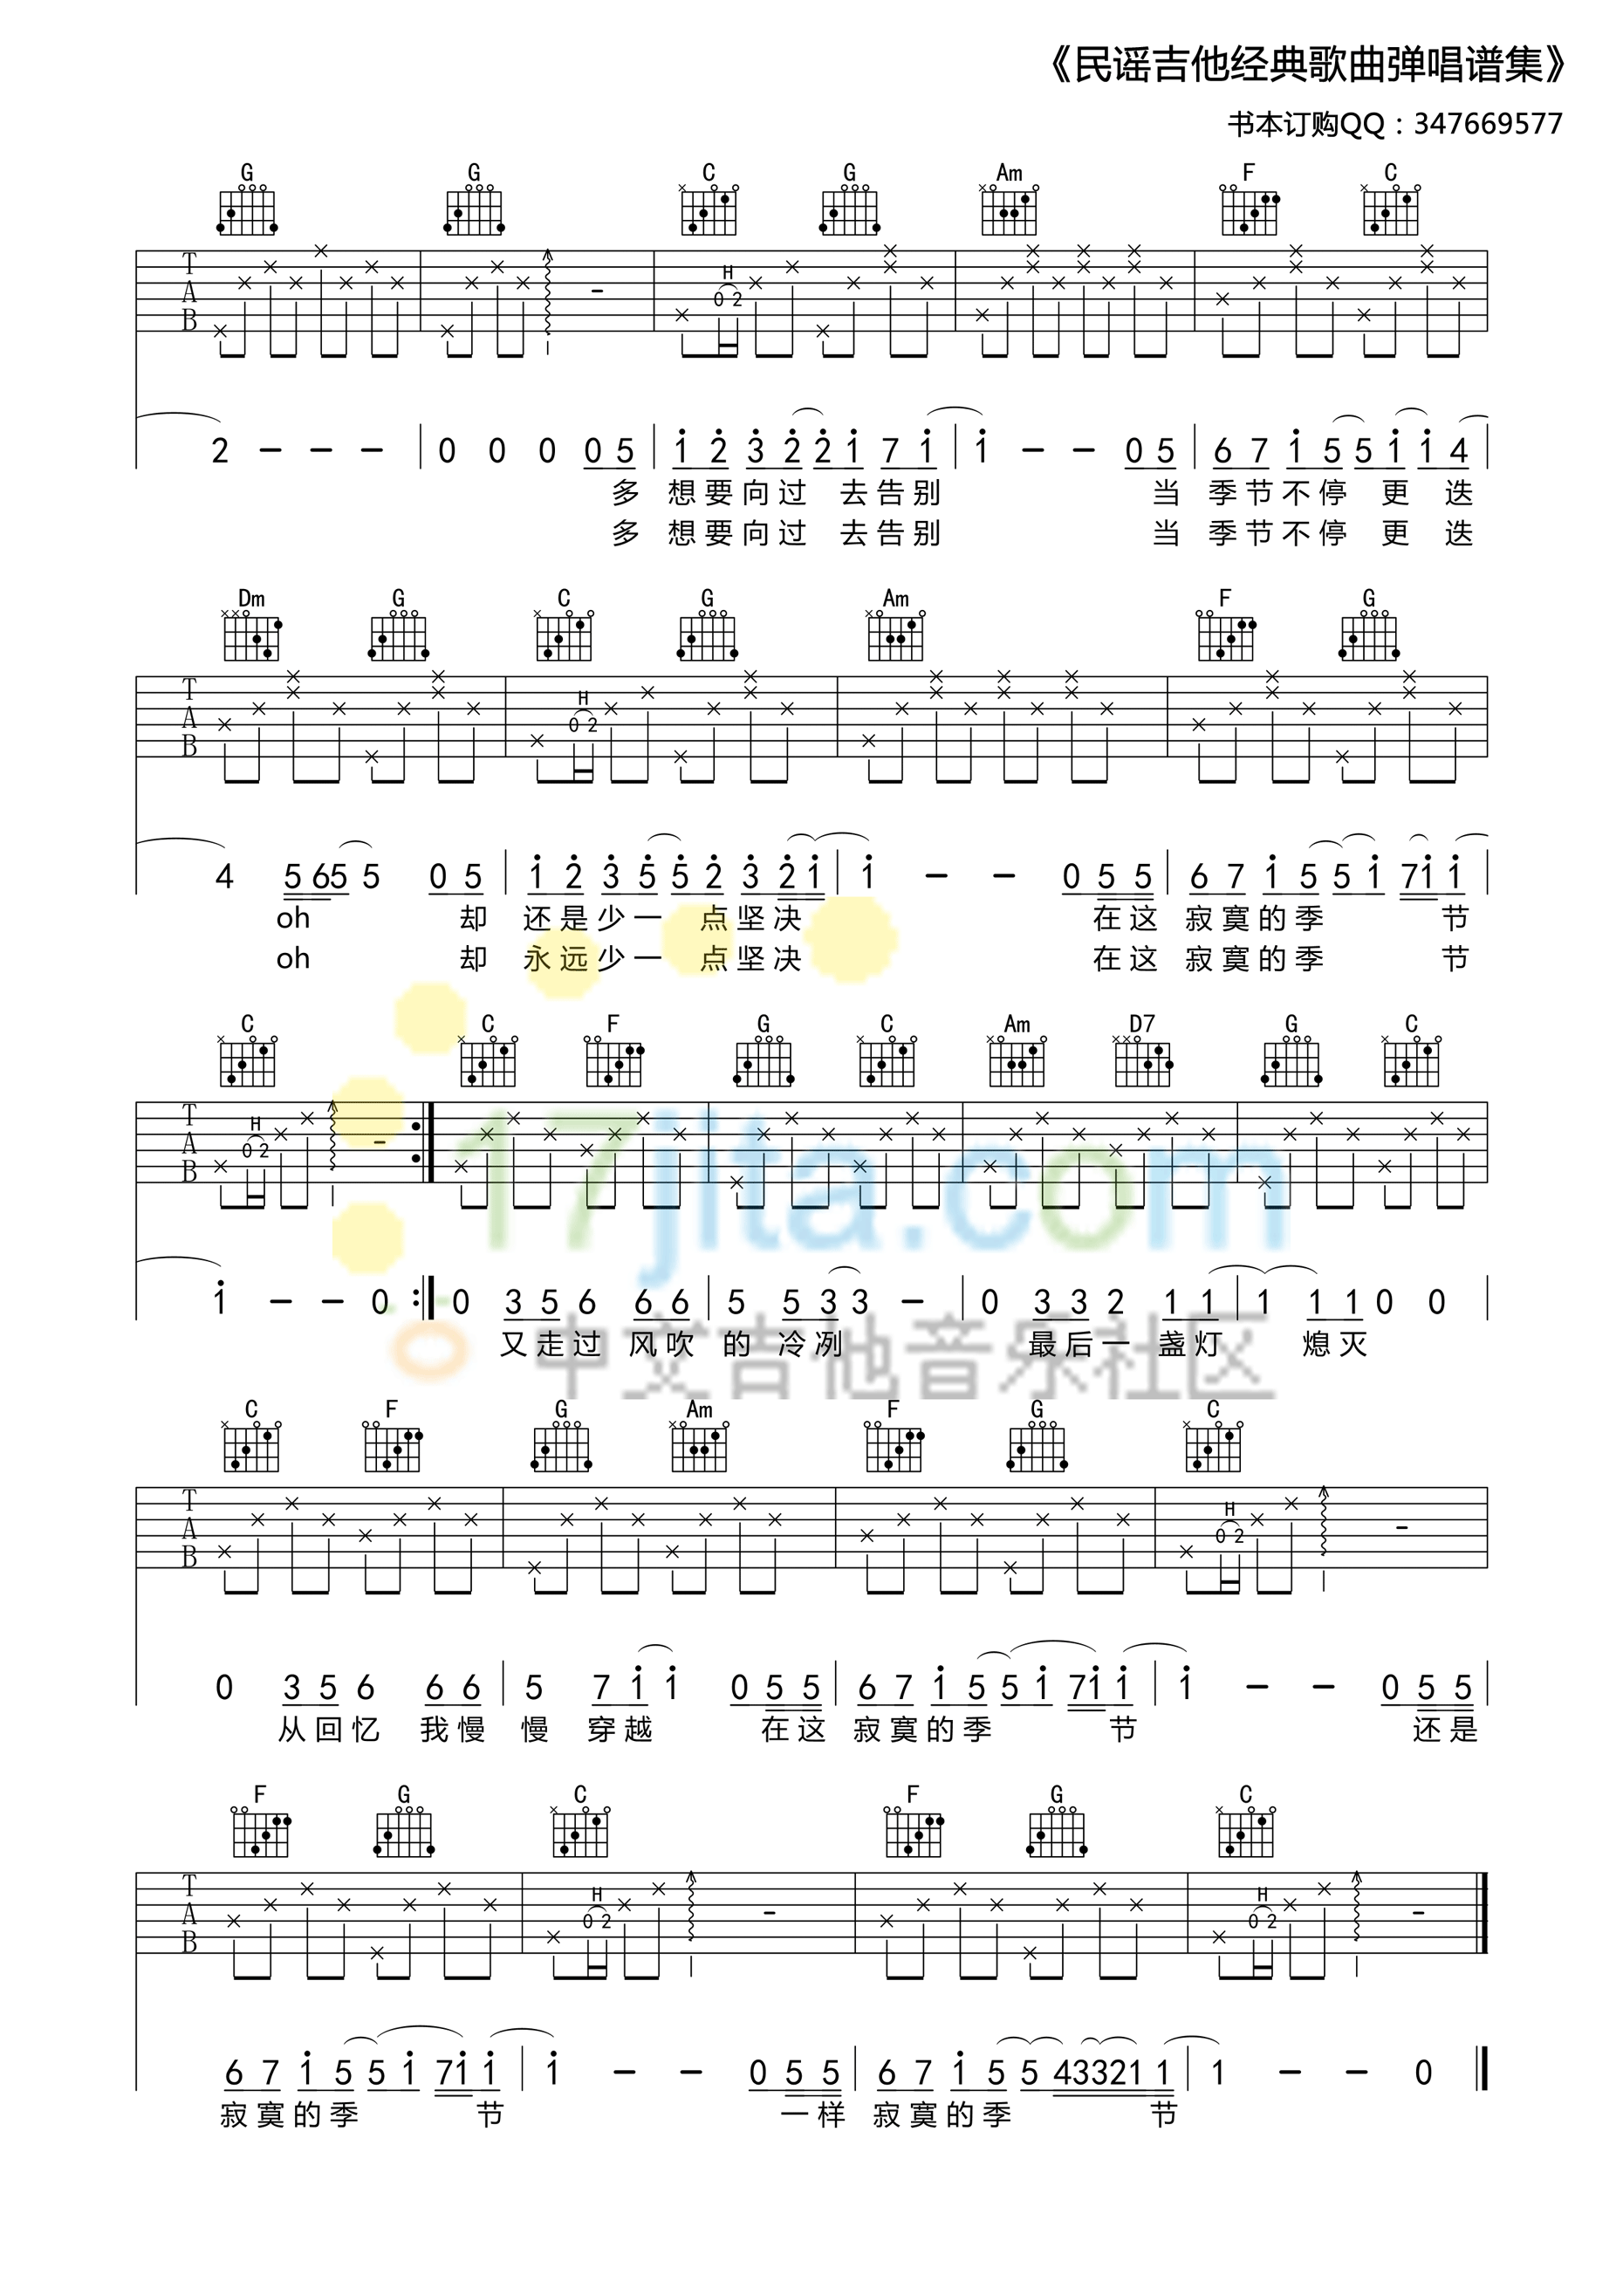 《民谣吉他经典歌曲弹唱谱集》
书本订购QQ：347669577
G G C G Am F C
H
T
A 0 2
B
2 – – – 0 0 0 0 5 1 2 3 2 2 1 7 1 1 – – 0 5 6 7 1 5 5 1 1 4
多 想 要 向 过 去 告 别 当 季 节 不 停 更 迭
多 想 要 向 过 去 告 别 当 季 节 不 停 更 迭
Dm G C G Am F G
H
T
A 0 2
B
4 5 6 5 5 0 5 1 2 3 5 5 2 3 2 1 1 – – 0 5 5 6 7 1 5 5 1 7 1 1
oh 却 还 是 少 一 点 坚 决 在 这 寂 寞 的 季 节
oh 却 永 远 少 一 点 坚 决 在 这 寂 寞 的 季 节
C C F G C Am D7 G C
H
T
A 0 2
B
17jita.com
1 – – 0 0 3 5 6 6 6 5 5 3 3 – 0 3 3 2 1 1 1 1 1 0 0
又 走 过 风 吹 的 冷 冽 最 后 一 盏 灯 熄 灭
中文吉他音乐社区
C F G Am F G C
H
T
A 0 2
B
0 3 5 6 6 6 5 7 1 1 0 5 5 6 7 1 5 5 1 7 1 1 1 – – 0 5 5
从 回 忆 我 慢 慢 穿 越 在 这 寂 寞 的 季 节 还 是
F G C F G C
H H
T
A 0 2 0 2
B
6 7 1 5 5 1 7 1 1 1 – – 0 5 5 6 7 1 5 5 4 3 3 2 1 1 1 – – 0
寂 寞 的 季 节 一 样 寂 寞 的 季 节